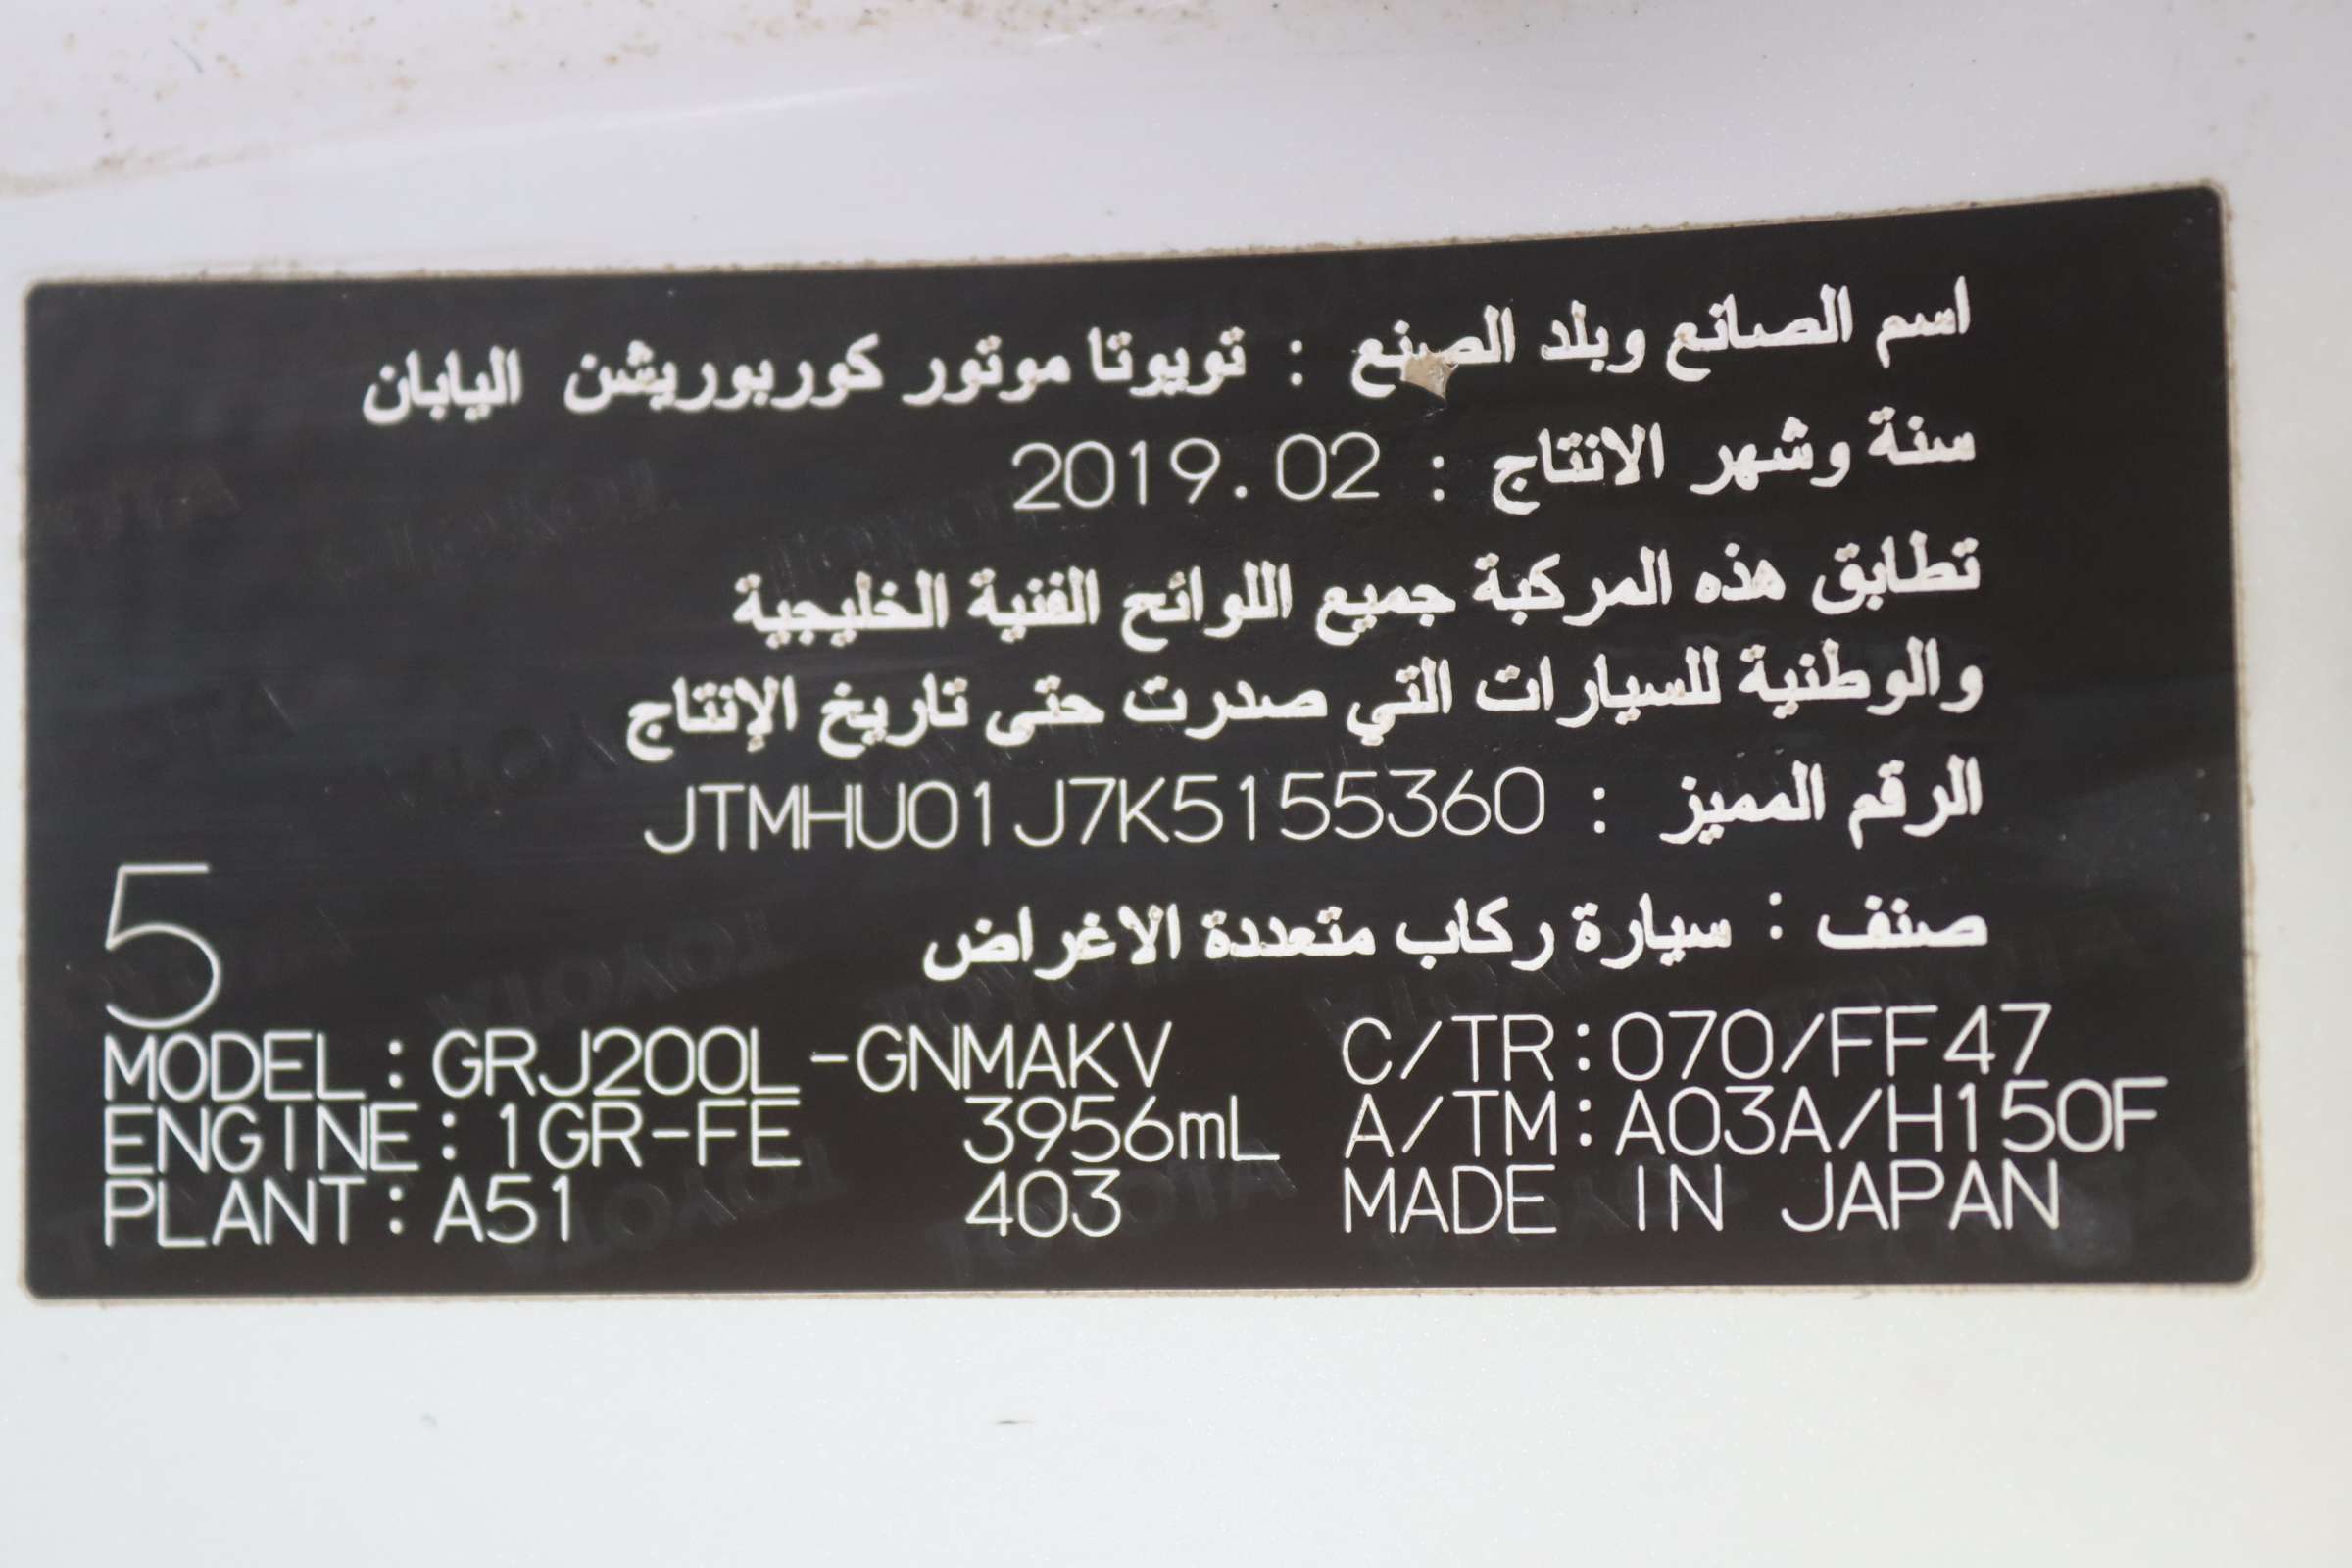 اسم الصانع وبلد الصنع : تويوتا موتور كوربوريشن اليابان
سنة وشهر الانتاج : 2019.02
تطابق هذه المركبة جميع اللوائح الفنية الخليجية
والوطنية للسيارات التي صدرت حتى تاريخ الإنتاج
الرقم المميز : JTMHU01J7K5155360
صنف : سيارة ركاب متعددة الاغراض
5
MODEL:GRJ200L-GNMAKV C/TR:070/FF47
ENGINE:1GR-FE 3956mL A/TM:A03A/H150F
PLANT:A51 403 MADE IN JAPAN